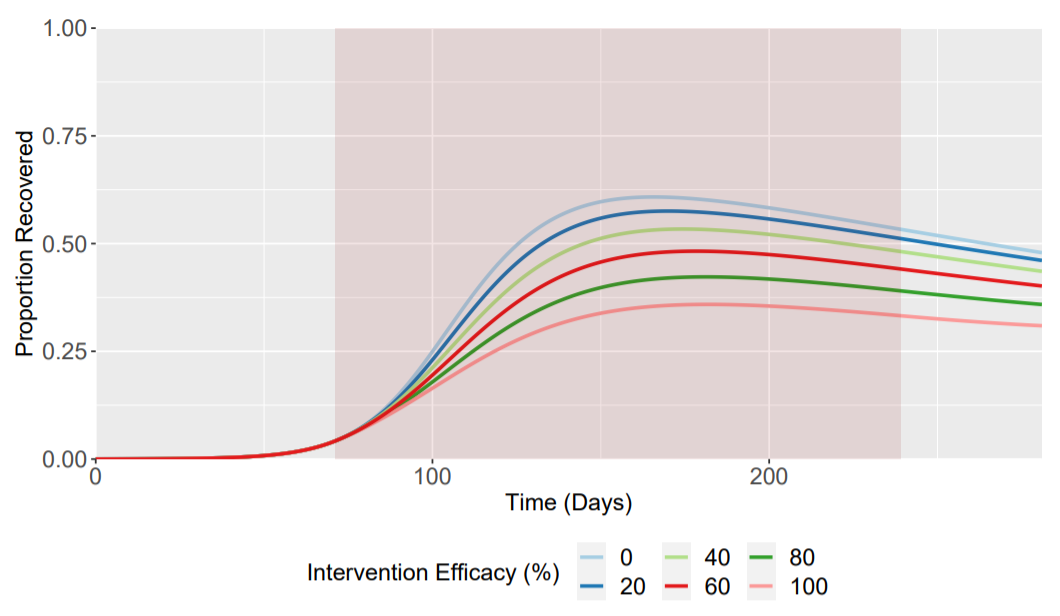 1.00
0.75
0.50
0.25
0.00
Proportion Recovered
0 100 200
Time (Days)
Intervention Efficacy (%)
0 40 80
20 60 100